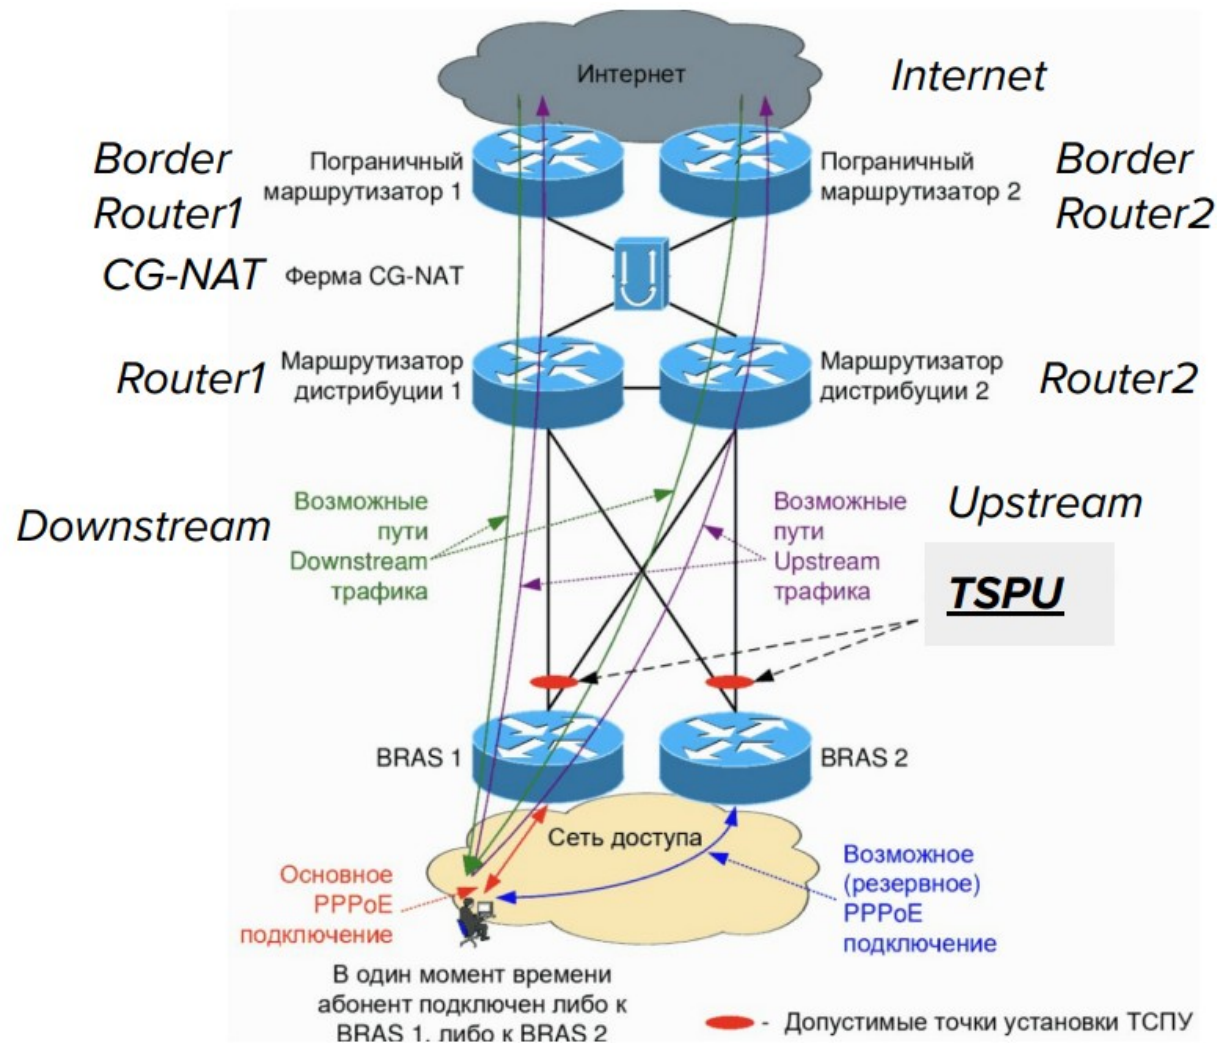 Интернет
Internet
Border
Router1
Пограничный
маршрутизатор 1
Пограничный
маршрутизатор 2
Border
Router2
CG-NAT
Ферма CG-NAT
Router1
Маршрутизатор
дистрибуции 1
Маршрутизатор
дистрибуции 2
Router2
Downstream
Возможные
пути
Downstream
трафика
Возможные
пути
Upstream
трафика
Upstream
TSPU
BRAS 1
BRAS 2
Сеть доступа
Основное
PPPoE
подключение
Возможное
(резервное)
PPPoE
подключение
В один момент времени
абонент подключен либо к
BRAS 1, либо к BRAS 2
- Допустимые точки установки ТСПУ